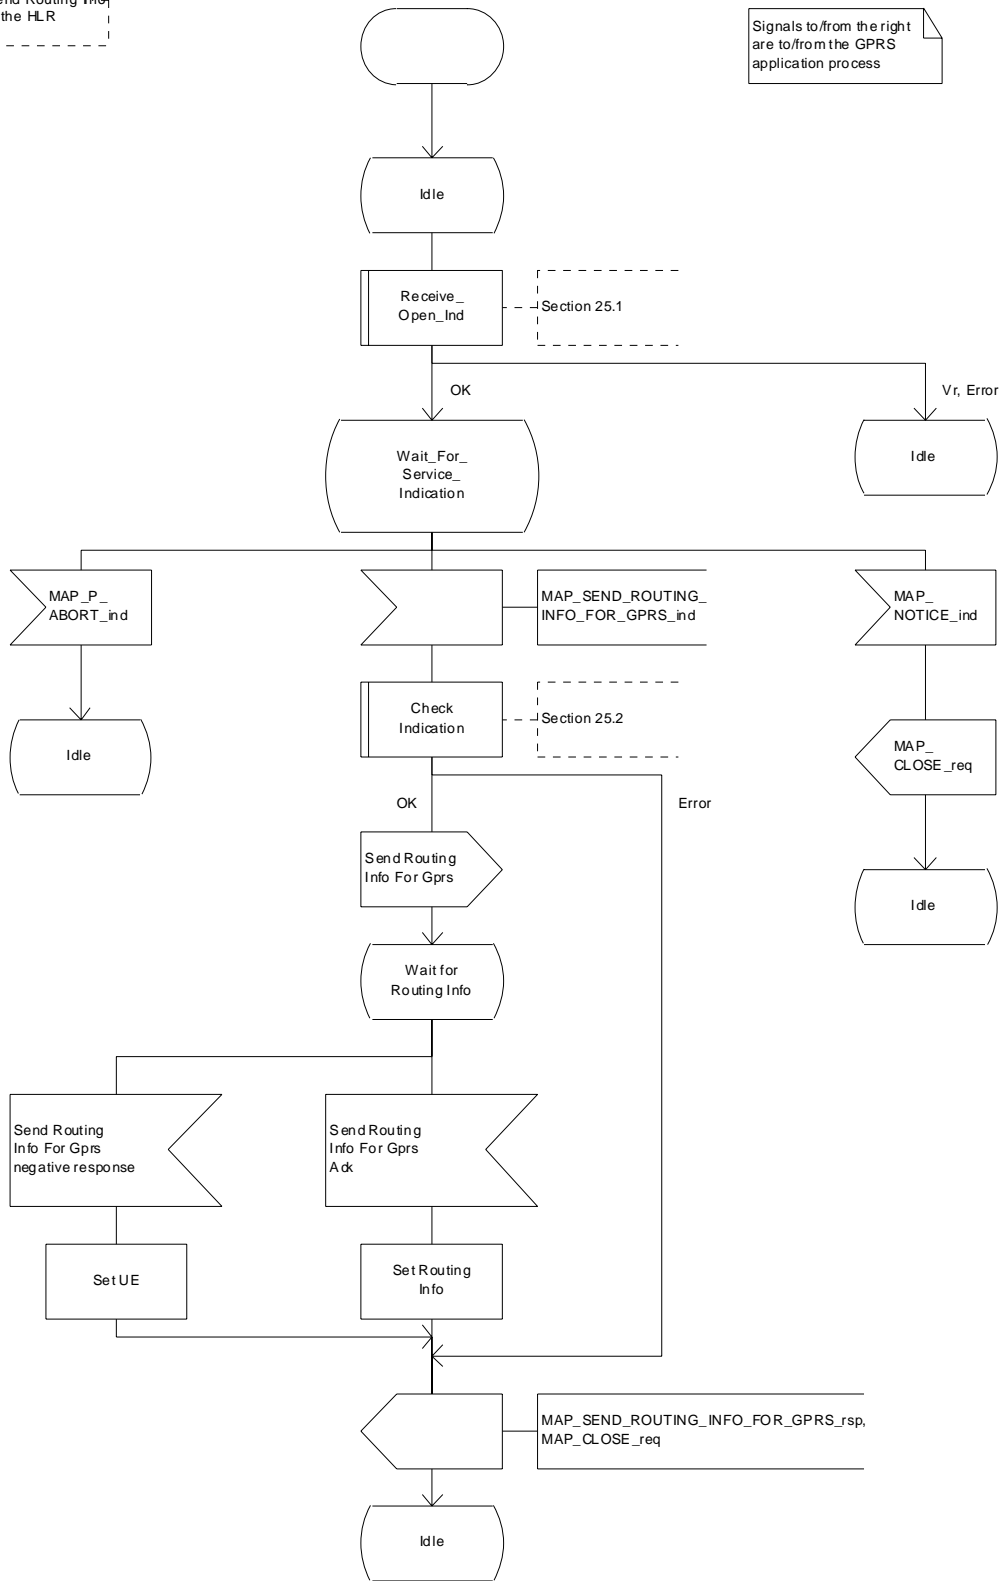 the HLR
Signals to/from the right
are to/from the GPRS
application process
Idle
Receive_
Open_Ind
Section 25.1
OK
Vr, Error
Wait_For_
Service_
Indication
Idle
MAP_P_
ABORT_ind
MAP_SEND_ROUTING_
INFO_FOR_GPRS_ind
MAP_
NOTICE_ind
Check
Indication
Section 25.2
Idle
MAP_
CLOSE_req
OK
Error
Send Routing
Info For Gprs
Idle
Wait for
Routing Info
Send Routing
Info For Gprs
negative response
Send Routing
Info For Gprs
Ack
Set UE
Set Routing
Info
MAP_SEND_ROUTING_INFO_FOR_GPRS_rsp,
MAP_CLOSE_req
Idle